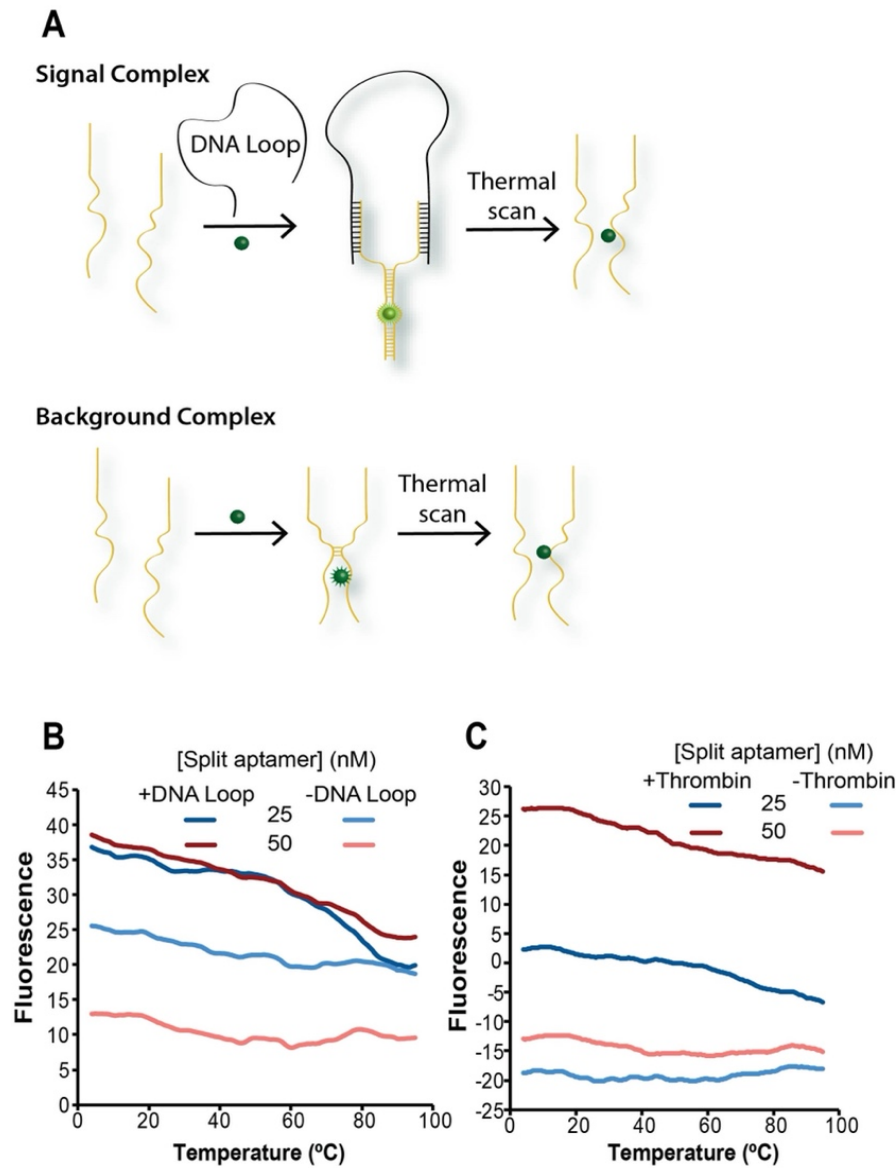 A
Signal Complex
DNA Loop
Thermal
scan
Background Complex
Thermal
scan
B
[Split aptamer] (nM)
+DNA Loop -DNA Loop
25
50
45
40
35
30
25
20
15
10
5
0
Fluorescence
0 20 40 60 80 100
Temperature (ºC)
C
[Split aptamer] (nM)
+Thrombin -Thrombin
25
50
30
25
20
15
10
5
0
-5
-10
-15
-20
-25
Fluorescence
0 20 40 60 80 100
Temperature (ºC)